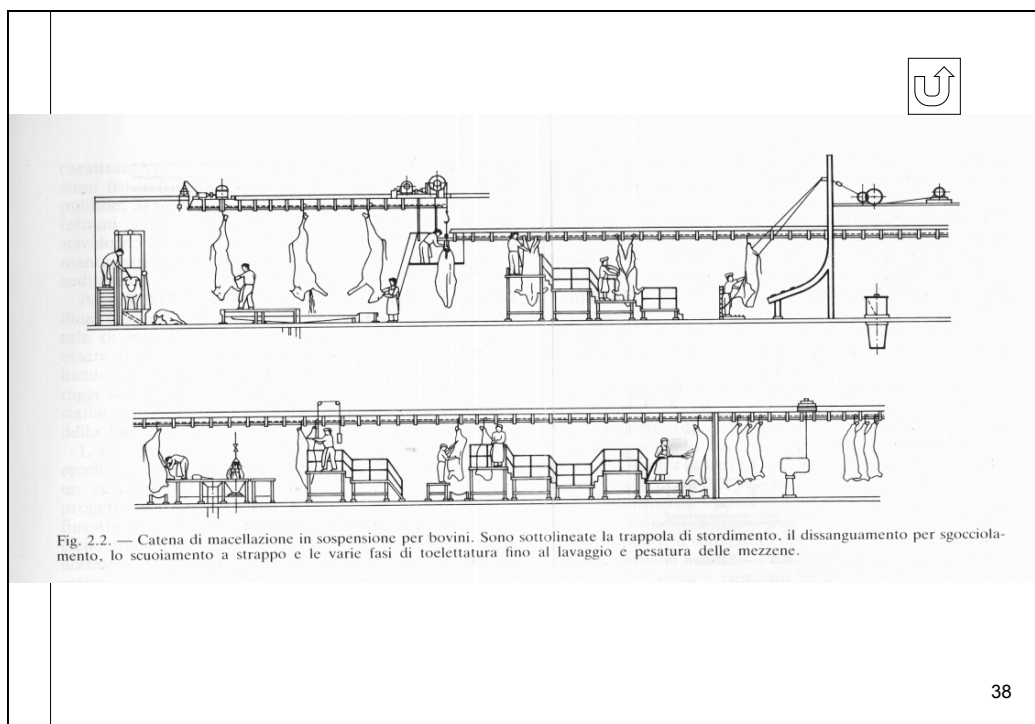 Fig. 2.2. — Catena di macellazione in sospensione per bovini. Sono sottolineate la trappola di stordimento, il dissanguamento per sgocciola-
mento, lo scuoiamento a strappo e le varie fasi di toelettatura fino al lavaggio e pesatura delle mezzene.
38